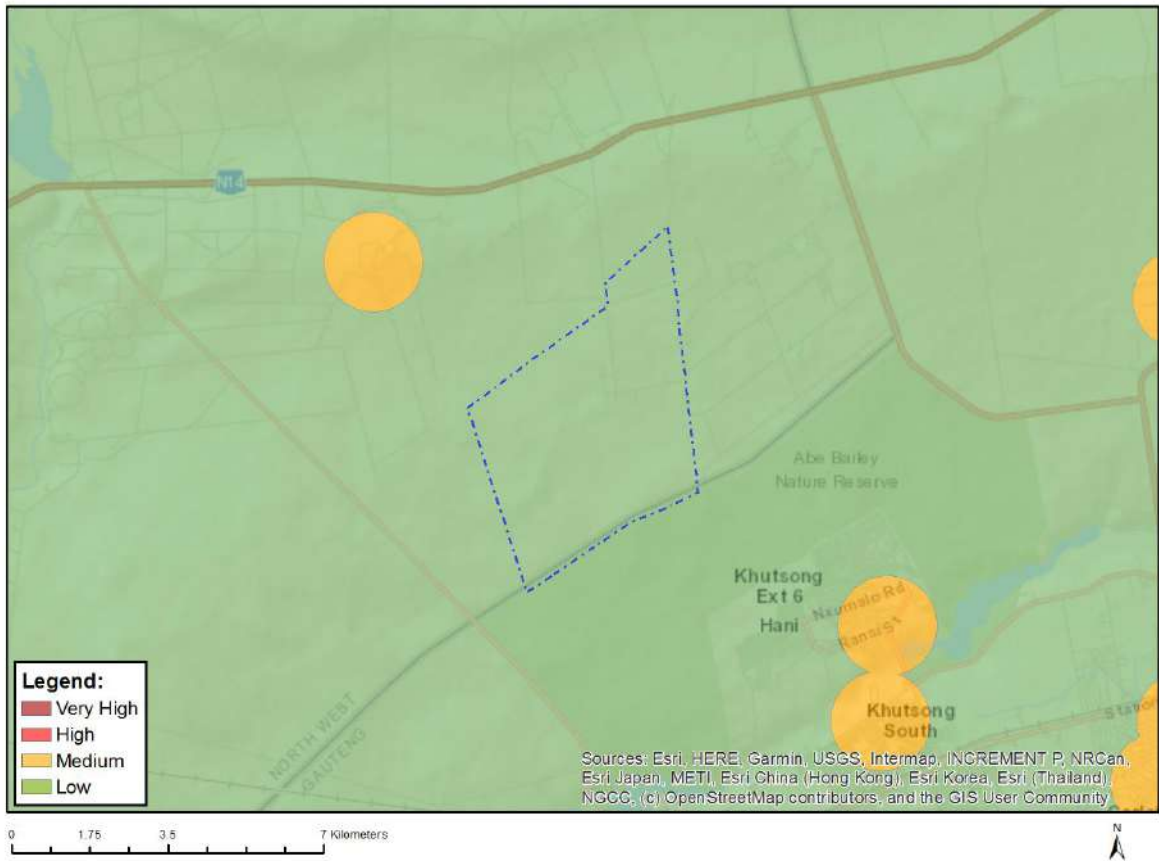 N14
Abe Bailey
Nature Reserve
Khutsong
Ext 6
Nxumalo Rd
Hani
Ransi St
Khutsong
South
Station
NORTH WEST
GAUTENG
Legend:
Very High
High
Medium
Low
Sources: Esri, HERE, Garmin, USGS, Intermap, INCREMENT P, NRCan,
Esri Japan, METI, Esri China (Hong Kong), Esri Korea, Esri (Thailand),
NGCC, (c) OpenStreetMap contributors, and the GIS User Community
0 1.75 3.5 7 Kilometers
N